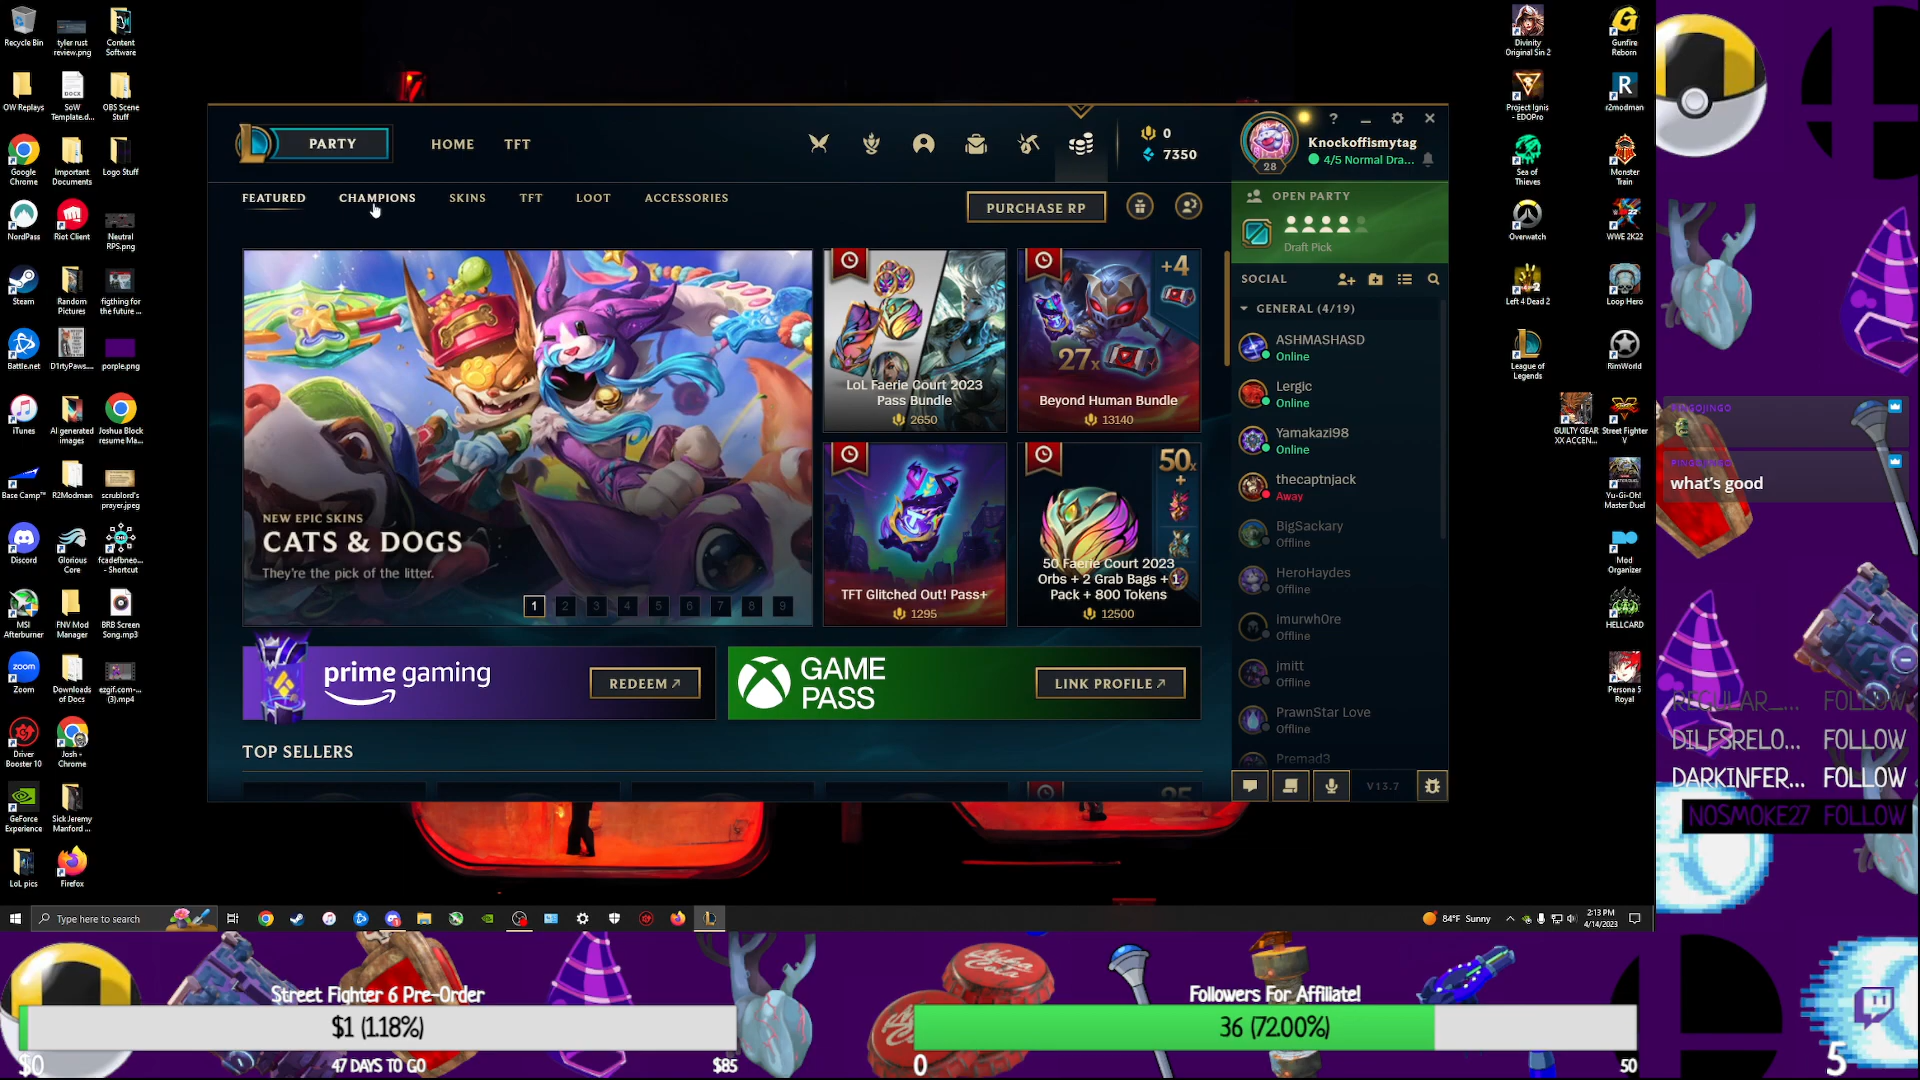 Recycle Bin
tyler rust
review.png
Content
Software
OW Replays
SoW
Template.d...
OBS Scene
Stuff
Google
Chrome
Important
Documents
Logo Stuff
NordPass
Riot Client
Neutral
RPS.png
Steam
Random
Pictures
figthing for
the future ...
Battle.net
D1rtyPaws....
porple.png
iTunes
AI generated
images
Joshua Block
resume Ma...
Base Camp™
R2Modman
scrublord's
prayer.jpeg
Discord
Glorious
Core
fcadefbneo...
- Shortcut
MSI
Afterburner
FNV Mod
Manager
BRB Screen
Song.mp3
zoom
Zoom
Downloads
of Docs
ezgif.com-...
(3).mp4
Driver
Booster 10
Josh -
Chrome
GeForce
Experience
Sick Jeremy
Manford ...
LoL pics
Firefox
PARTY
HOME
TFT
0
7350
28
Knockoffismytag
4/5 Normal Dra...
FEATURED
CHAMPIONS
SKINS
TFT
LOOT
ACCESSORIES
PURCHASE RP
NEW EPIC SKINS
CATS & DOGS
They're the pick of the litter.
1 2 3 4 5 6 7 8 9
LoL Faerie Court 2023
Pass Bundle
2650
+4
27x
Beyond Human Bundle
13140
TFT Glitched Out! Pass+
1295
50x
+
50 Faerie Court 2023
Orbs + 2 Grab Bags + 1
Pack + 800 Tokens
12500
prime gaming
REDEEM
GAME
PASS
LINK PROFILE
TOP SELLERS
OPEN PARTY
Draft Pick
SOCIAL
GENERAL (4/19)
ASHMASHASD
Online
Lergic
Online
Yamakazi98
Online
thecaptnjack
Away
BigSackary
Offline
HeroHaydes
Offline
imurwh0re
Offline
jmitt
Offline
PrawnStar Love
Offline
Premad3
V13.7
Divinity
Original Sin 2
Gunfire
Reborn
Project Ignis
- EDOPro
r2modman
Sea of
Thieves
Monster
Train
Overwatch
WWE 2K22
Left 4 Dead 2
Loop Hero
League of
Legends
RimWorld
GUILTY GEAR
XX ACCEN...
Street Fighter
V
Yu-Gi-Oh!
Master Duel
Mod
Organizer
HELLCARD
Persona 5
Royal
what's good
REGULAR_... FOLLOW
DILFSRELO... FOLLOW
DARKINFER... FOLLOW
NOSMOKE27 FOLLOW
Type here to search
84°F Sunny
2:13 PM
4/14/2023
Street Fighter 6 Pre-Order
$1 (1.18%)
$0
47 DAYS TO GO
$85
Nuka
Cola
Followers For Affiliate!
36 (72.00%)
0
50
5